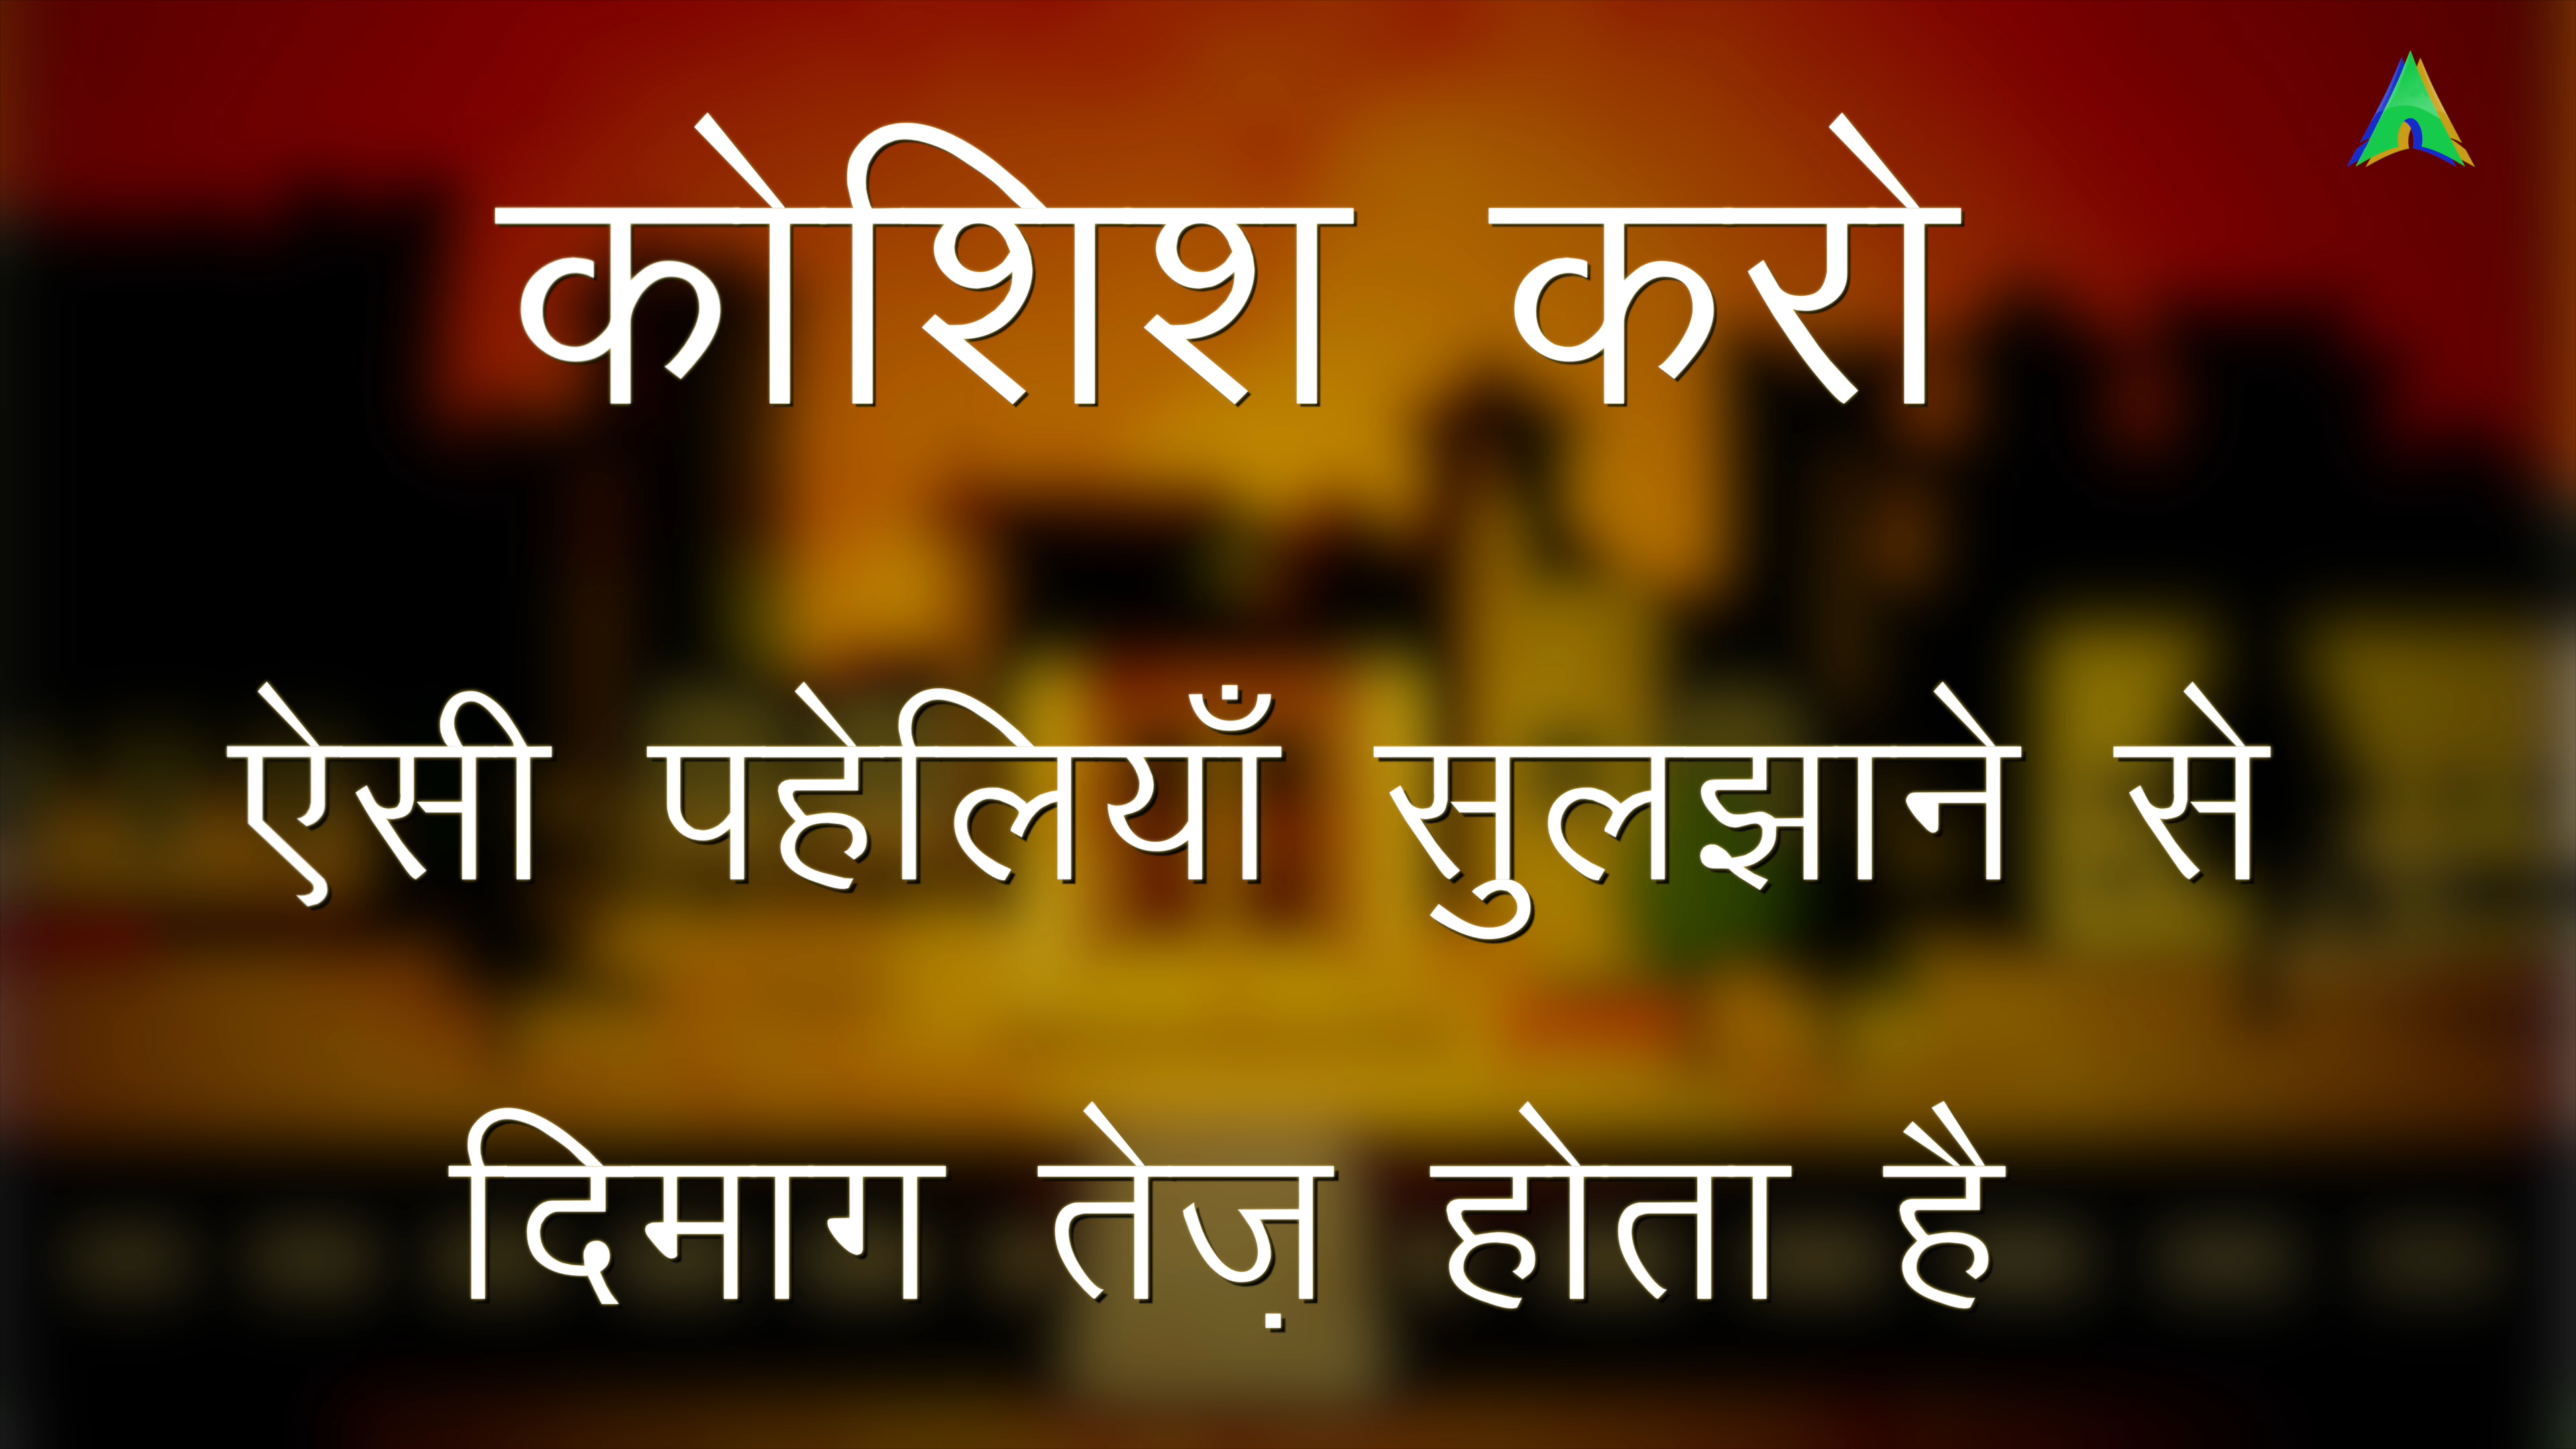 कोशिश करो
ऐसी पहेलियाँ सुलझाने से
दिमाग तेज़ होता है